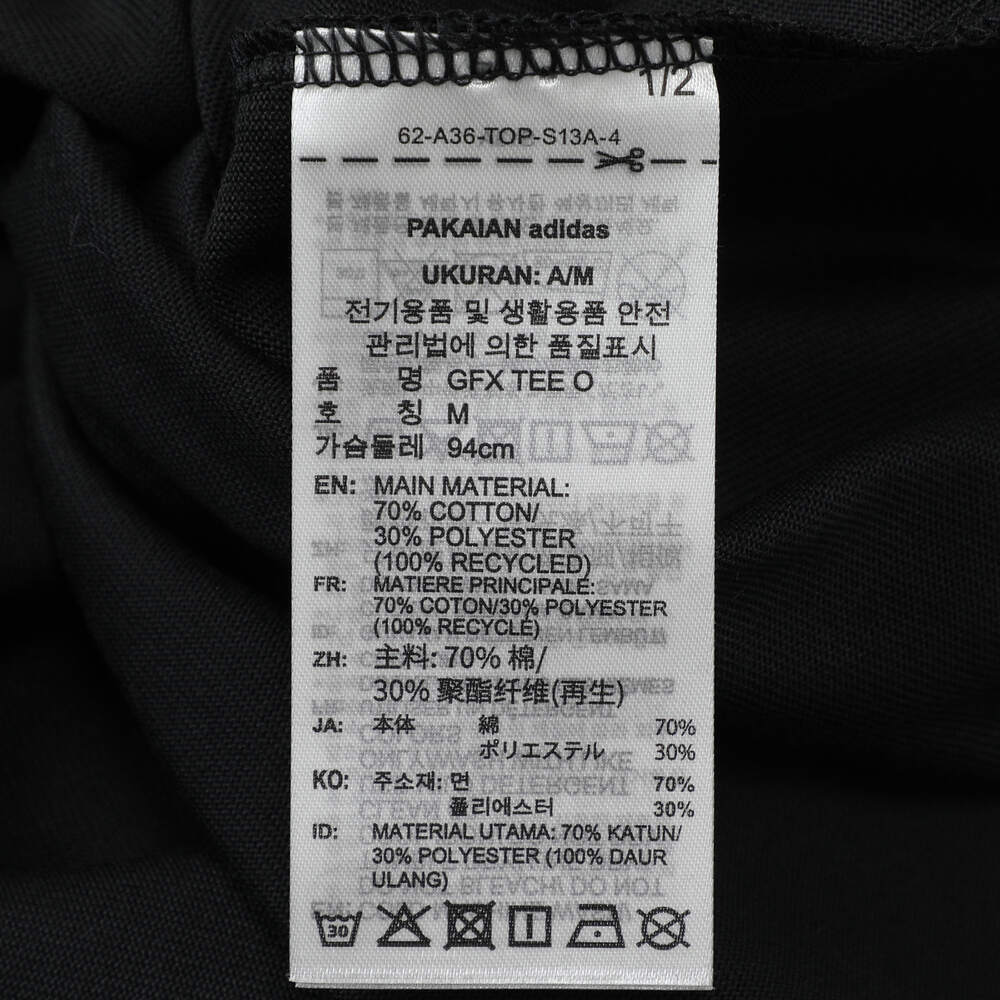 1/2
62-A36-TOP-S13A-4
PAKAIAN adidas
UKURAN: A/M
전기용품 및 생활용품 안전
관리법에 의한 품질표시
품 명 GFX TEE O
호 칭 M
가슴둘레 94cm
EN: MAIN MATERIAL:
70% COTTON/
30% POLYESTER
(100% RECYCLED)
FR: MATIERE PRINCIPALE:
70% COTON/30% POLYESTER
(100% RECYCLÉ)
ZH: 主料: 70% 棉/
30% 聚酯纤维(再生)
JA: 本体 綿 70%
ポリエステル 30%
KO: 주소재: 면 70%
폴리에스터 30%
ID: MATERIAL UTAMA: 70% KATUN/
30% POLYESTER (100% DAUR
ULANG)
30